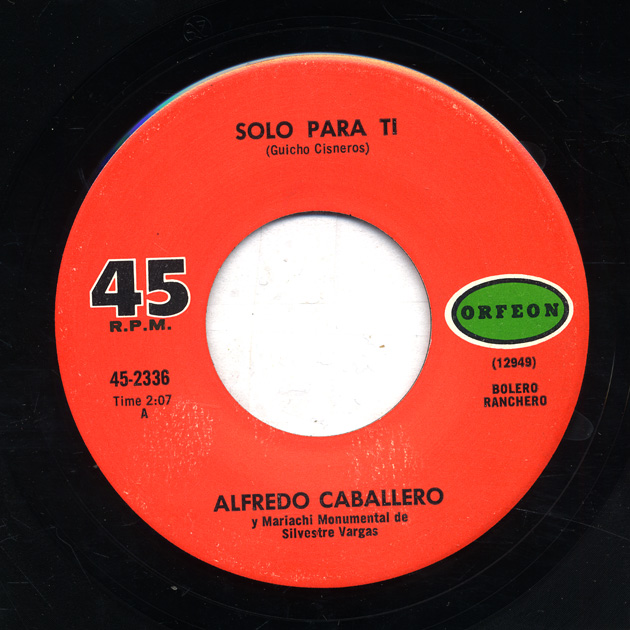 SOLO PARA TI
(Guicho Cisneros)
45
R.P.M.
45-2336
Time 2:07
A
ORFEON
(12949)
BOLERO
RANCHERO
ALFREDO CABALLERO
y Mariachi Monumental de
Silvestre Vargas